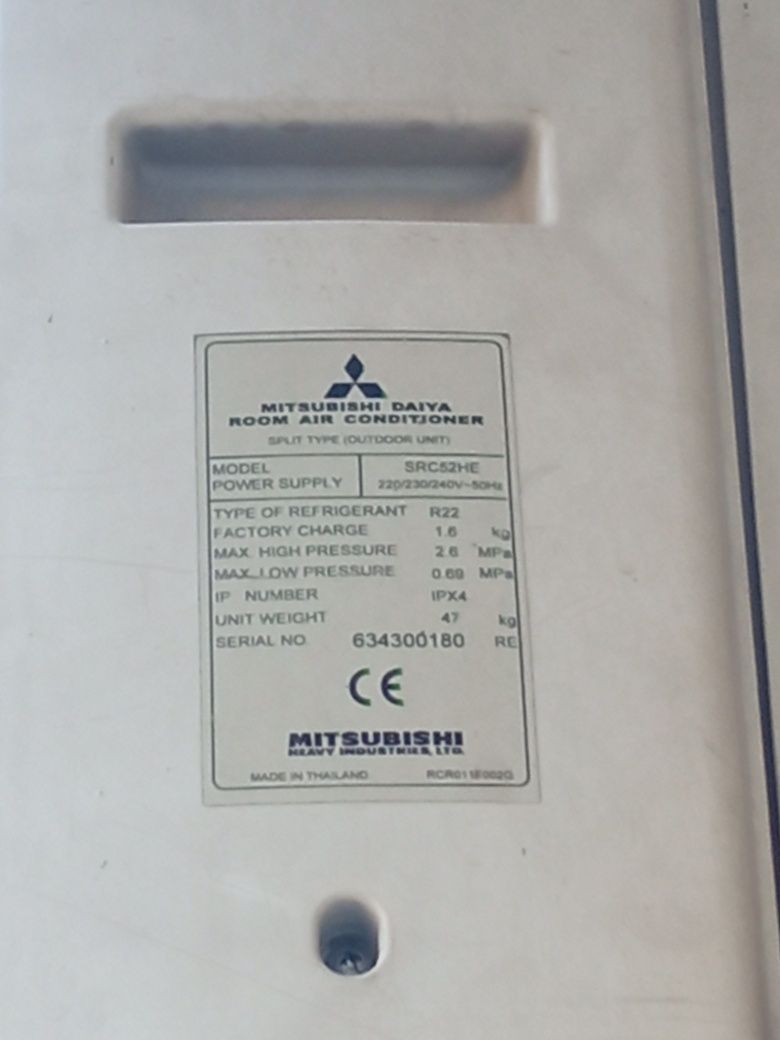 MITSUBISHI DAIYA
ROOM AIR CONDITIONER
SPLIT TYPE (OUTDOOR UNIT)
MODEL SRC52HE
POWER SUPPLY 220/230/240V~50Hz
TYPE OF REFRIGERANT R22
FACTORY CHARGE 1.6 kg
MAX. HIGH PRESSURE 2.6 MPa
MAX. LOW PRESSURE 0.69 MPa
IP NUMBER IPX4
UNIT WEIGHT 47 kg
SERIAL NO. 634300180 RE
CE
MITSUBISHI
HEAVY INDUSTRIES, LTD.
MADE IN THAILAND RCR011E002G